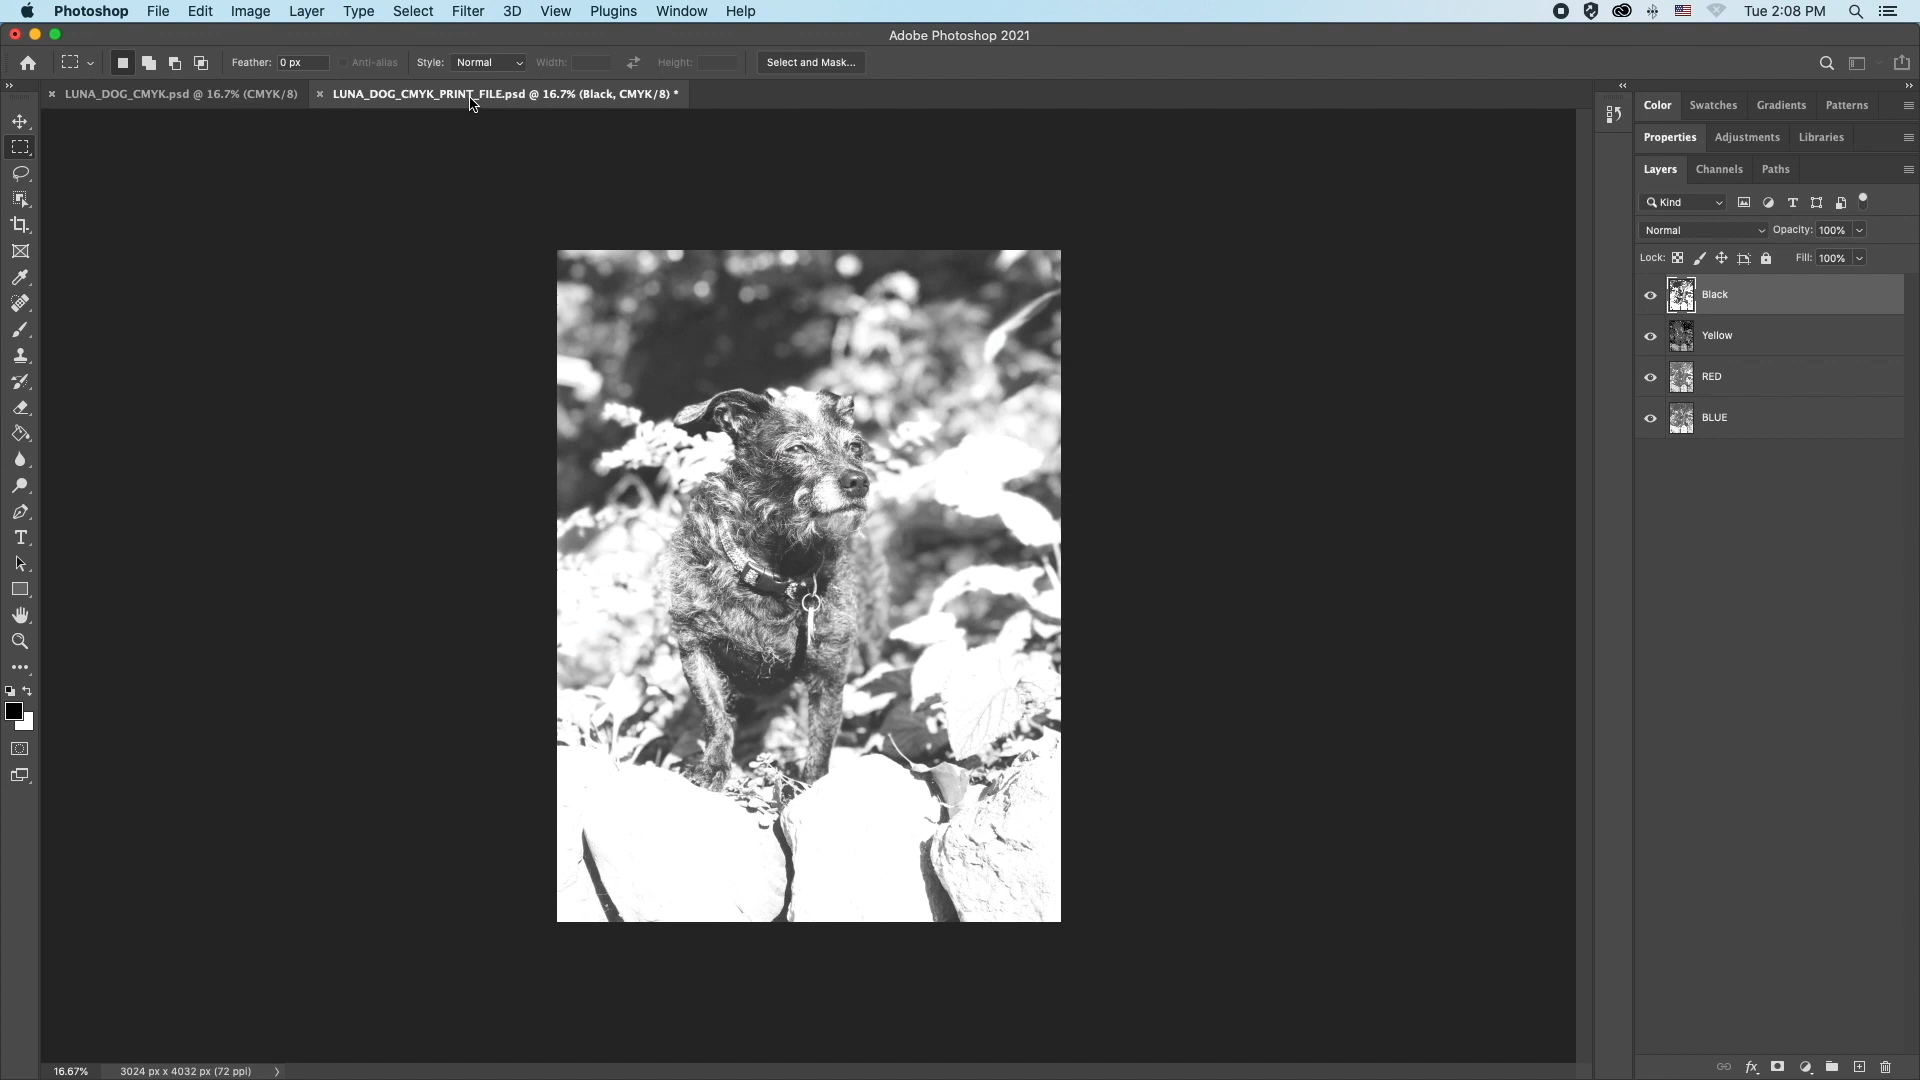 Photoshop File Edit Image Layer Type Select Filter 3D View Plugins Window Help Tue 2:08 PM
Adobe Photoshop 2021
Feather: 0 px Anti-alias Style: Normal Width: Height: Select and Mask...
LUNA_DOG_CMYK.psd @ 16.7% (CMYK/8) LUNA_DOG_CMYK_PRINT_FILE.psd @ 16.7% (Black, CMYK/8) *
Color Swatches Gradients Patterns
Properties Adjustments Libraries
Layers Channels Paths
Kind
Normal Opacity: 100%
Lock: Fill: 100%
Black
Yellow
RED
BLUE
16.67% 3024 px x 4032 px (72 ppi)